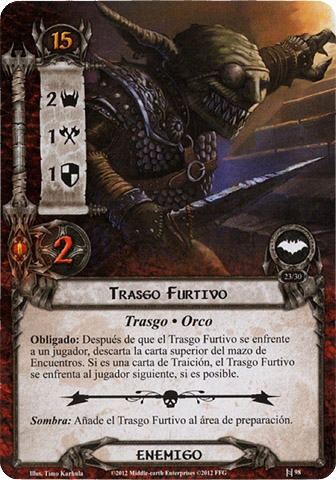 15
2
1
1
2
23/30
Trasgo Furtivo
Trasgo • Orco
Obligado: Después de que el Trasgo Furtivo se enfrente
a un jugador, descarta la carta superior del mazo de
Encuentros. Si es una carta de Traición, el Trasgo Furtivo
se enfrenta al jugador siguiente, si es posible.
Sombra: Añade el Trasgo Furtivo al área de preparación.
ENEMIGO
Illus. Timo Karhula ©2012 Middle-earth Enterprises ©2012 FFG 98